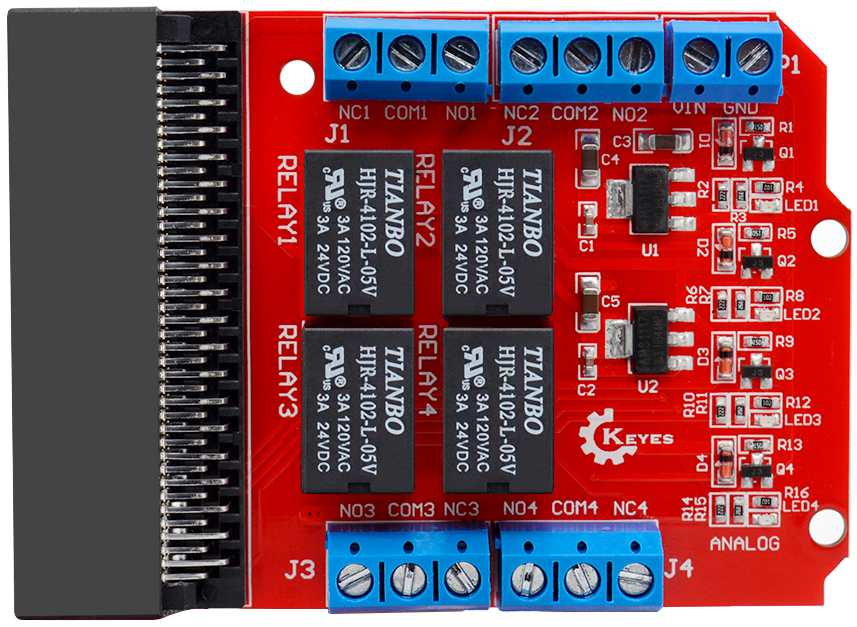 P1
NC1 COM1 NO1 NC2 COM2 NO2 VIN GND
J1 J2
RELAY1
TIANBO
HJR-4102-L-05V
3A 120VAC
3A 24VDC
RELAY2
TIANBO
HJR-4102-L-05V
3A 120VAC
3A 24VDC
C3
C4
C1
U1
D1
R1
Q1
R2
R4
LED1
R3
D2
R5
Q2
RELAY3
TIANBO
HJR-4102-L-05V
3A 120VAC
3A 24VDC
RELAY4
TIANBO
HJR-4102-L-05V
3A 120VAC
3A 24VDC
C5
C2
U2
R6
R7
R8
LED2
D3
R9
Q3
R10
R11
R12
LED3
KEYES
D4
R13
Q4
R14
R15
R16
LED4
ANALOG
NO3 COM3 NC3 NO4 COM4 NC4
J3 J4